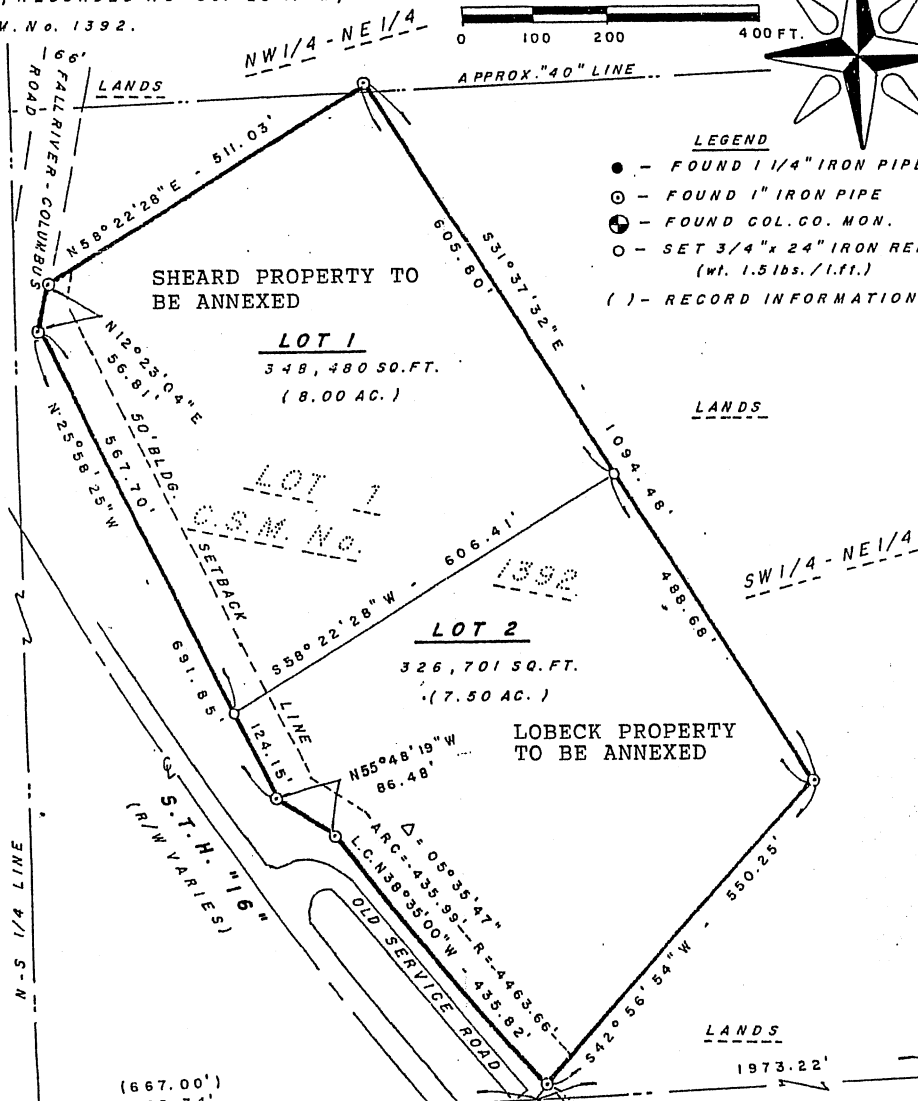 M. No. 1392.
NW1/4 - NE1/4
0 100 200 400 FT.
APPROX. "40" LINE
166'
FALL RIVER - COLUMBUS
ROAD
LANDS
LEGEND
● - FOUND 1 1/4" IRON PIPE
⊙ - FOUND 1" IRON PIPE
- FOUND COL. CO. MON.
○ - SET 3/4" x 24" IRON RE
(wt. 1.5 lbs. / l.ft.)
( ) - RECORD INFORMATION
N58°22'28"E - 511.03'
605.80'
S31°37'32"E - 1094.48'
SHEARD PROPERTY TO
BE ANNEXED
LOT 1
348,480 SQ.FT.
(8.00 AC.)
N12°23'04"E
56.81'
LANDS
N 25°58'25"W
567.70'
50' BLDG. SETBACK LINE
LOT 1
C.S.M. No.
1392
S58°22'28"W - 606.41'
SW1/4 - NE1/4
488.68'
LOT 2
326,701 SQ.FT.
(7.50 AC.)
691.85'
124.15'
LOBECK PROPERTY
TO BE ANNEXED
N55°48'19"W
86.48'
℄ S.T.H. "16"
(R/W VARIES)
Δ = 05°35'47"
ARC = 435.99' - R = 4463.66'
L.C. N38°35'00"W - 435.82'
OLD SERVICE ROAD
S42°56'54"W - 550.25'
N-S 1/4 LINE
LANDS
1973.22'
(667.00')